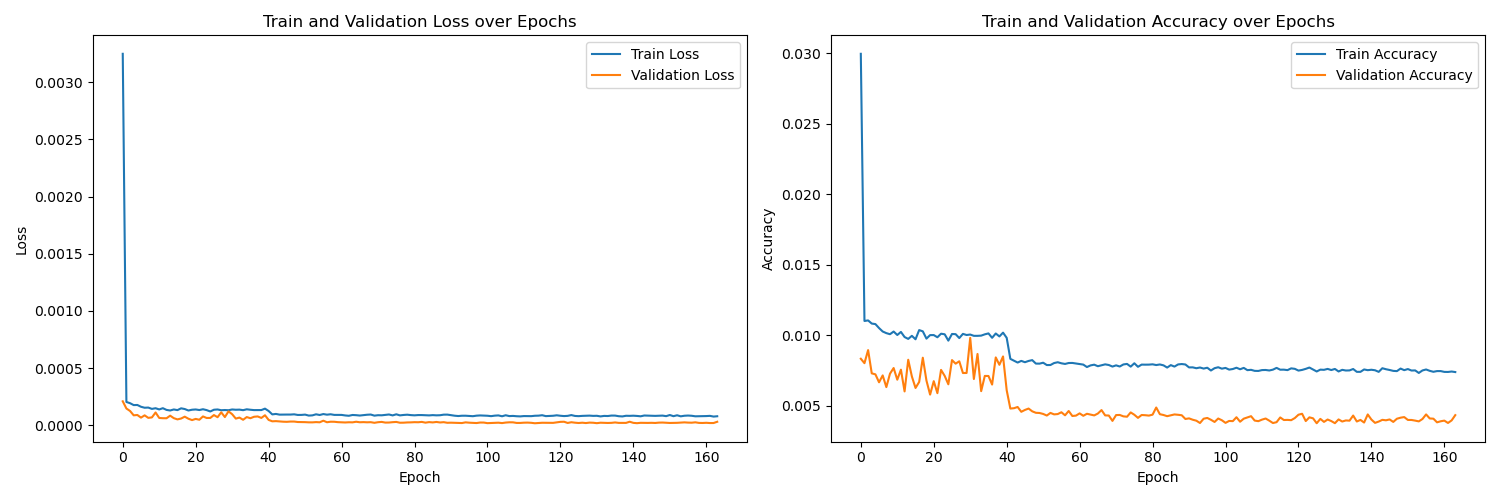 Train and Validation Loss over Epochs
Train Loss
Validation Loss
0.0030
0.0025
0.0020
0.0015
0.0010
0.0005
0.0000
Loss
0 20 40 60 80 100 120 140 160
Epoch
Train and Validation Accuracy over Epochs
Train Accuracy
Validation Accuracy
0.030
0.025
0.020
0.015
0.010
0.005
Accuracy
0 20 40 60 80 100 120 140 160
Epoch